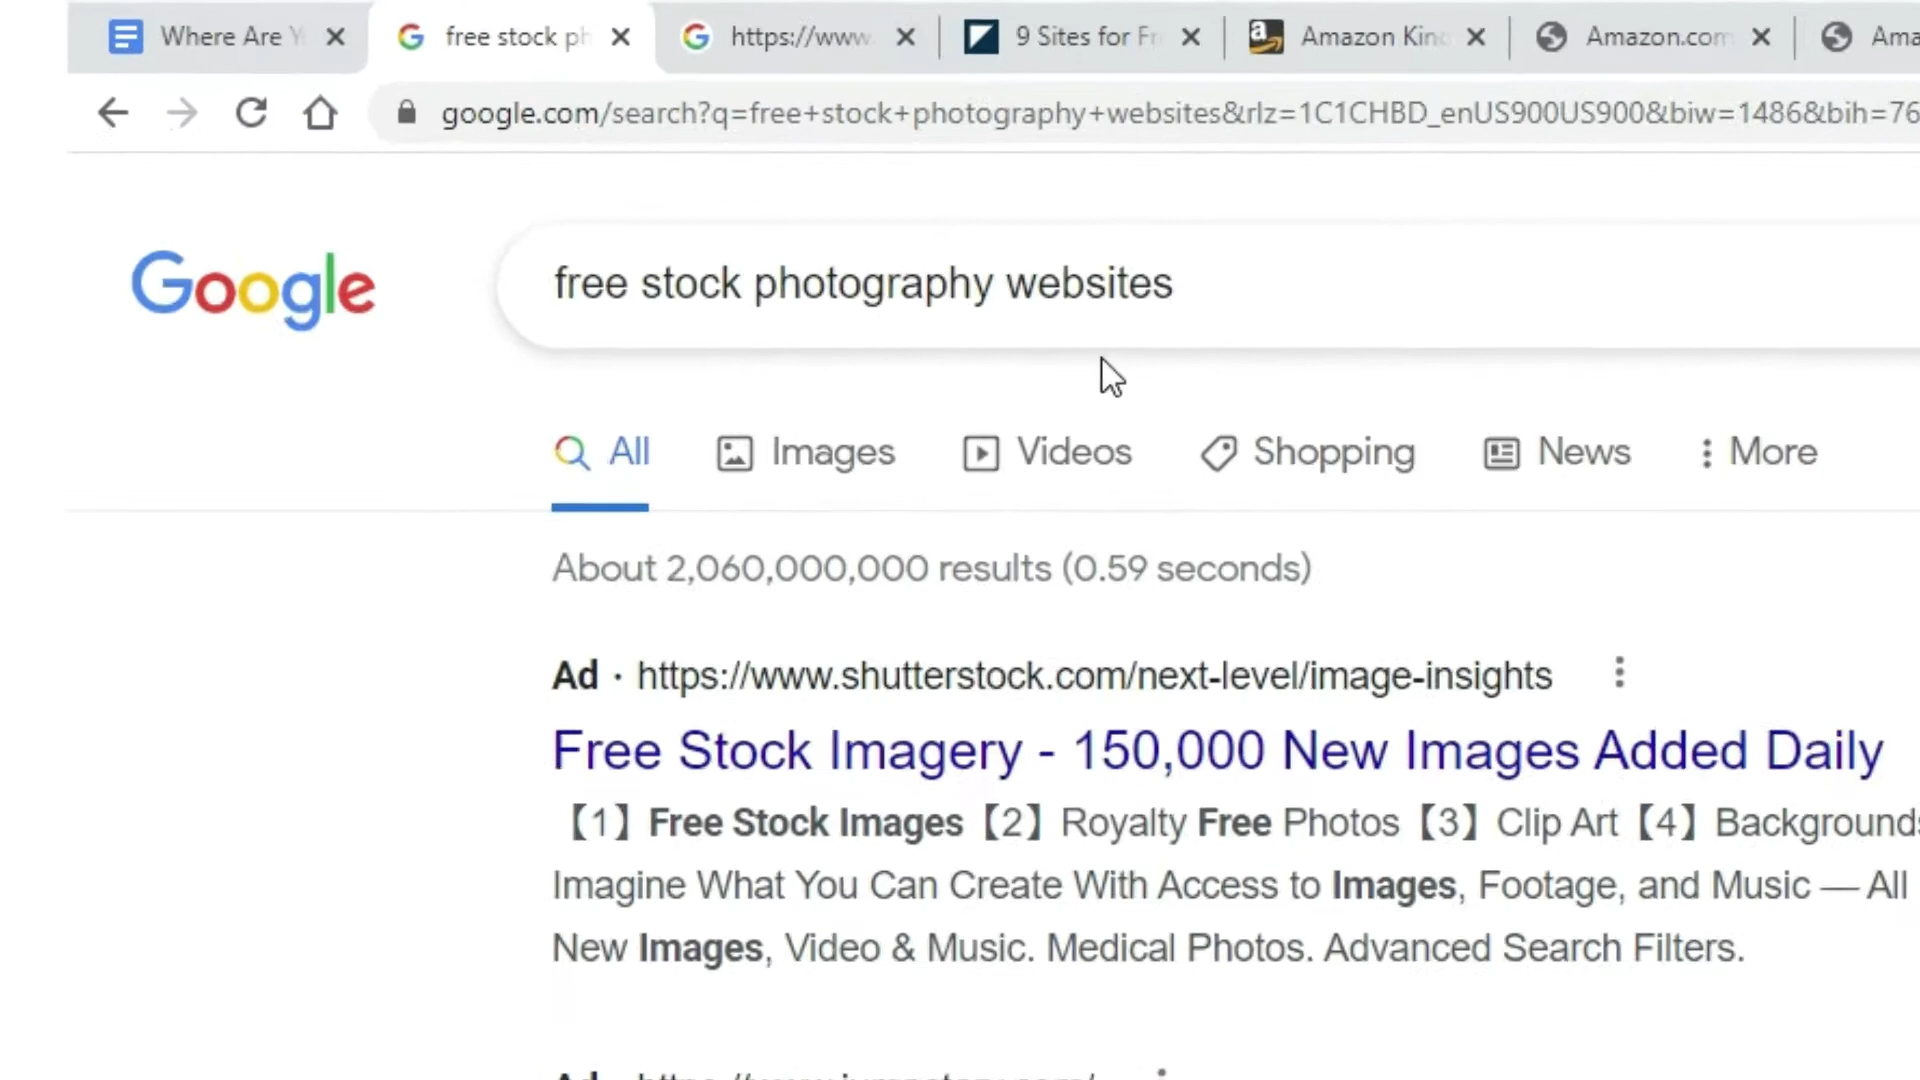 Where Are
free stock ph
https://www.
9 Sites for Fr
Amazon Kin
Amazon.com
Ama
google.com/search?q=free+stock+photography+websites&rlz=1C1CHBD_enUS900US900&biw=1486&bih=76
Google
free stock photography websites
All
Images
Videos
Shopping
News
More
About 2,060,000,000 results (0.59 seconds)
Ad · https://www.shutterstock.com/next-level/image-insights
Free Stock Imagery - 150,000 New Images Added Daily
【1】Free Stock Images【2】Royalty Free Photos【3】Clip Art【4】Backgrounds
Imagine What You Can Create With Access to Images, Footage, and Music — All
New Images, Video & Music. Medical Photos. Advanced Search Filters.